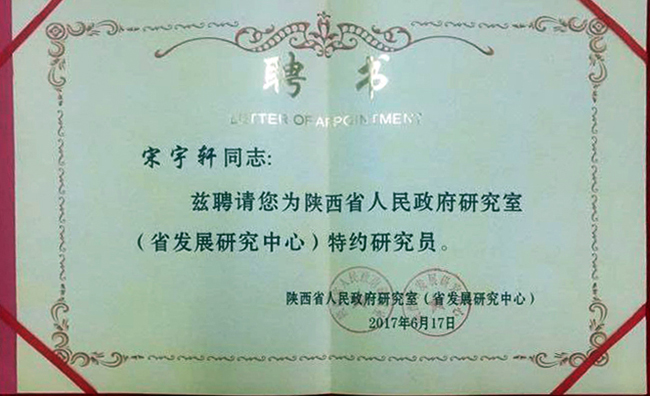 聘 书
LETTER OF APPOINTMENT
宋宇轩同志:
兹聘请您为陕西省人民政府研究室
（省发展研究中心）特约研究员。
陕西省人民政府研究室（省发展研究中心）
2017年6月17日